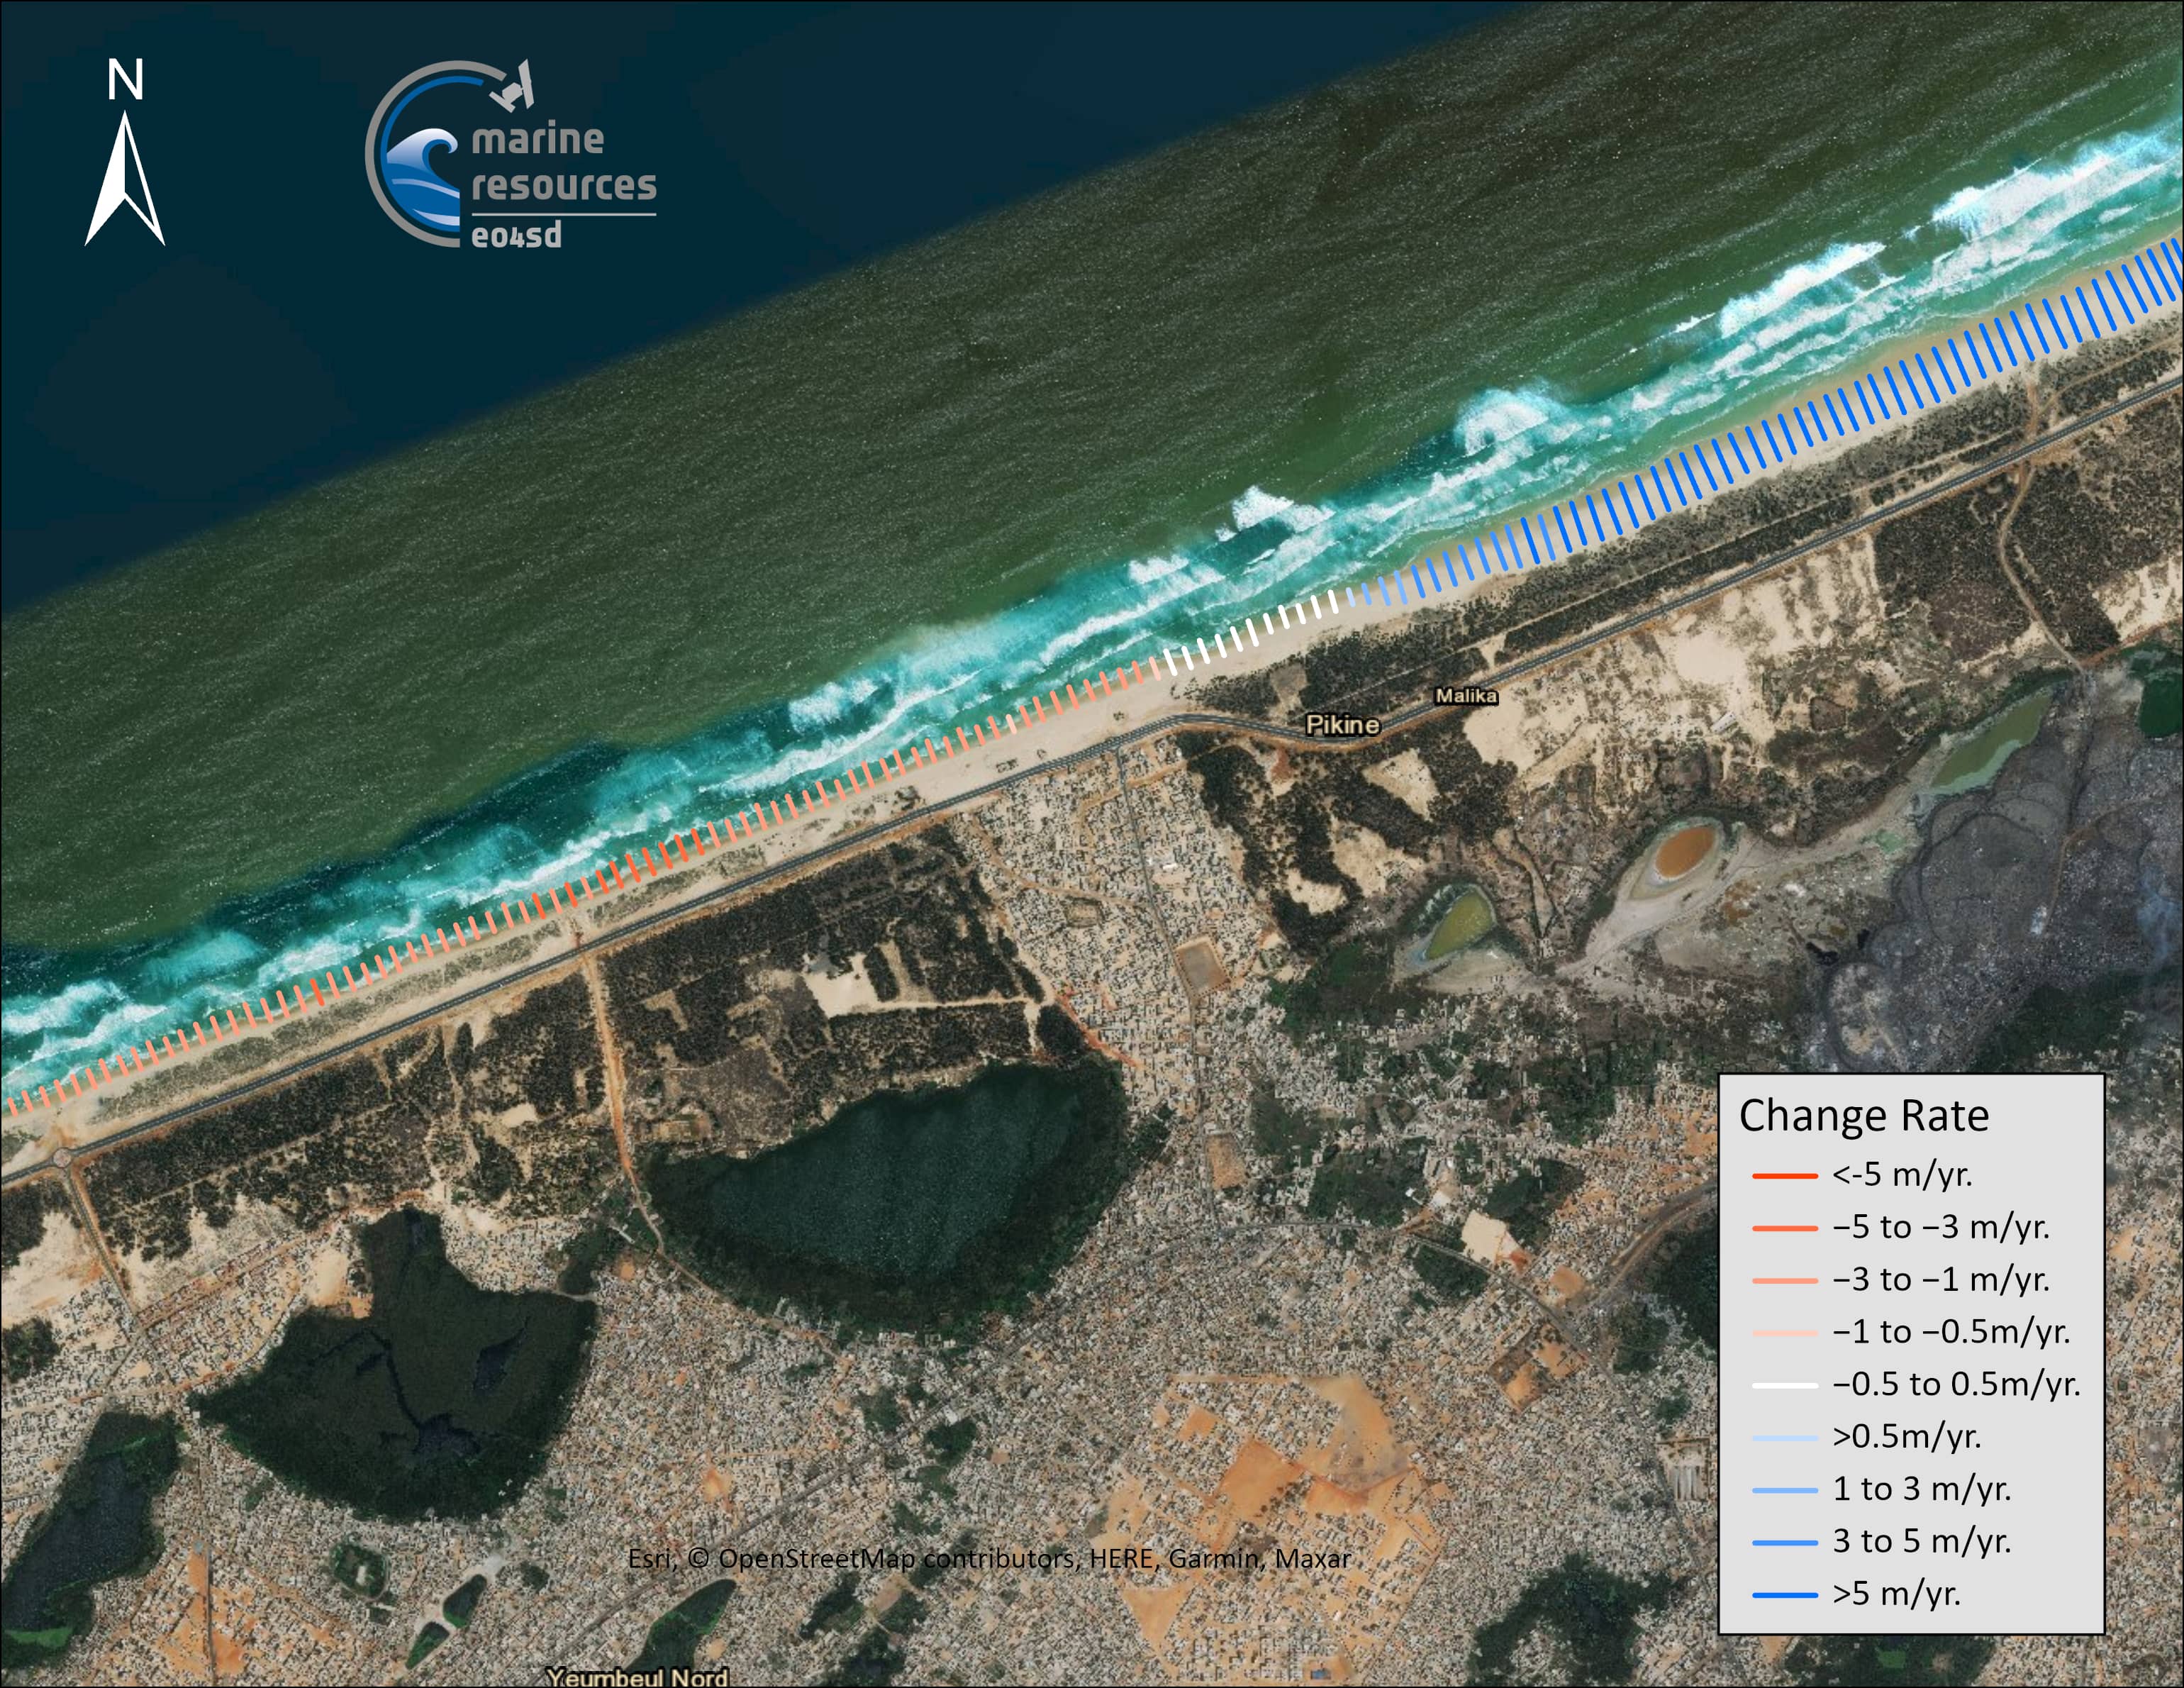 N
marine
resources
eo4sd
Malika
Pikine
Change Rate
<-5 m/yr.
−5 to −3 m/yr.
−3 to −1 m/yr.
−1 to −0.5m/yr.
−0.5 to 0.5m/yr.
>0.5m/yr.
1 to 3 m/yr.
3 to 5 m/yr.
>5 m/yr.
Esri, © OpenStreetMap contributors, HERE, Garmin, Maxar
Yeumbeul Nord